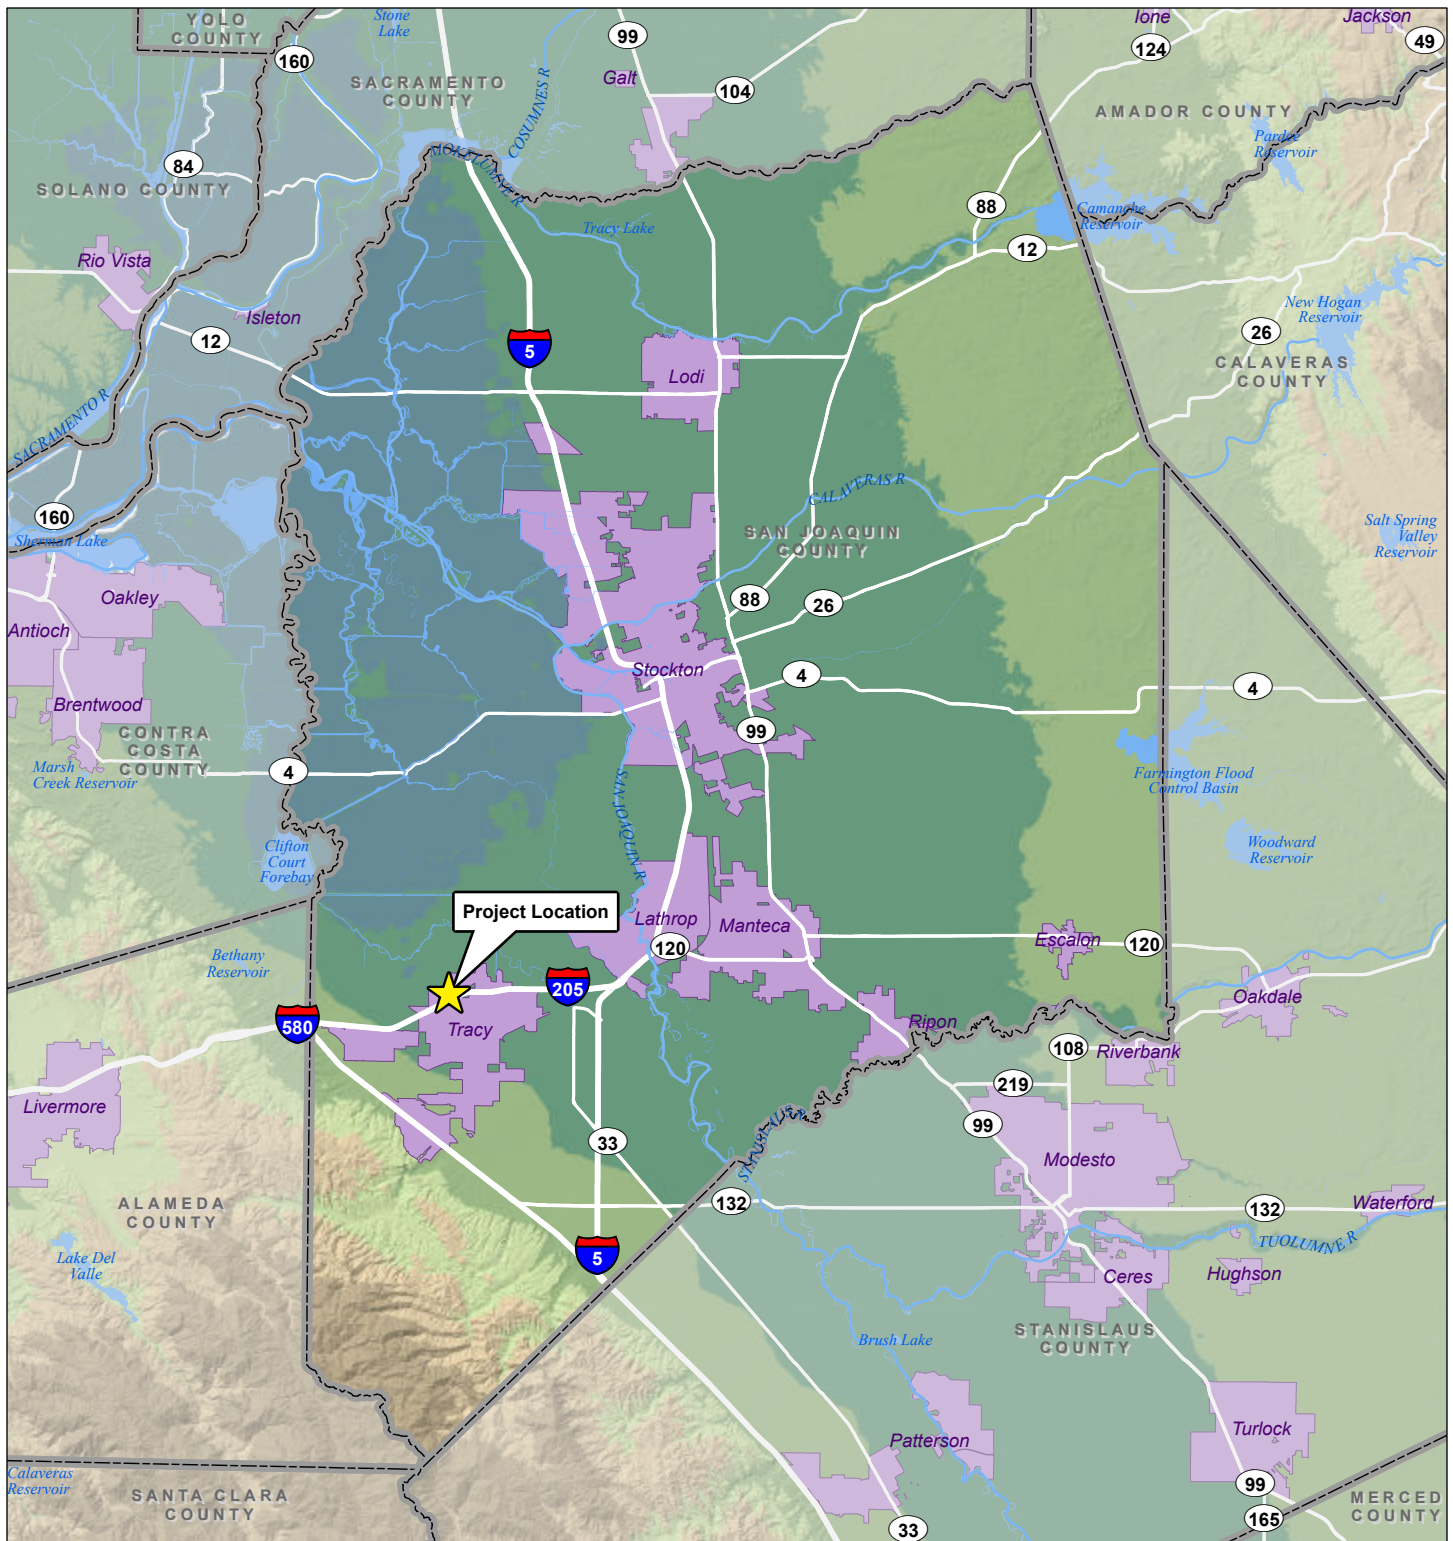 YOLO
COUNTY
Stone
Lake
99
Ione
Jackson
49
124
160
Galt
SACRAMENTO
COUNTY
104
COSUMNES R
AMADOR COUNTY
Pardee
Reservoir
84
MOKELUMNE R
SOLANO COUNTY
88
Camanche
Reservoir
Tracy Lake
12
Rio Vista
Isleton
New Hogan
Reservoir
12
5
26
CALAVERAS
COUNTY
Lodi
SACRAMENTO R
CALAVERAS R
160
SAN JOAQUIN
COUNTY
Salt Spring
Valley
Reservoir
Sherman Lake
Oakley
88
26
Antioch
Stockton
4
4
Brentwood
CONTRA
COSTA
COUNTY
99
Marsh
Creek Reservoir
4
Farmington Flood
Control Basin
SAN JOAQUIN R
Clifton
Court
Forebay
Woodward
Reservoir
Project Location
Lathrop
Manteca
120
Escalon
120
Bethany
Reservoir
205
Oakdale
580
Tracy
Ripon
108
Riverbank
219
Livermore
99
33
STANISLAUS R
Modesto
ALAMEDA
COUNTY
132
132
Waterford
TUOLUMNE R
Lake Del
Valle
5
Ceres
Hughson
STANISLAUS
COUNTY
Brush Lake
Patterson
Turlock
Calaveras
Reservoir
SANTA CLARA
COUNTY
99
MERCED
COUNTY
165
33